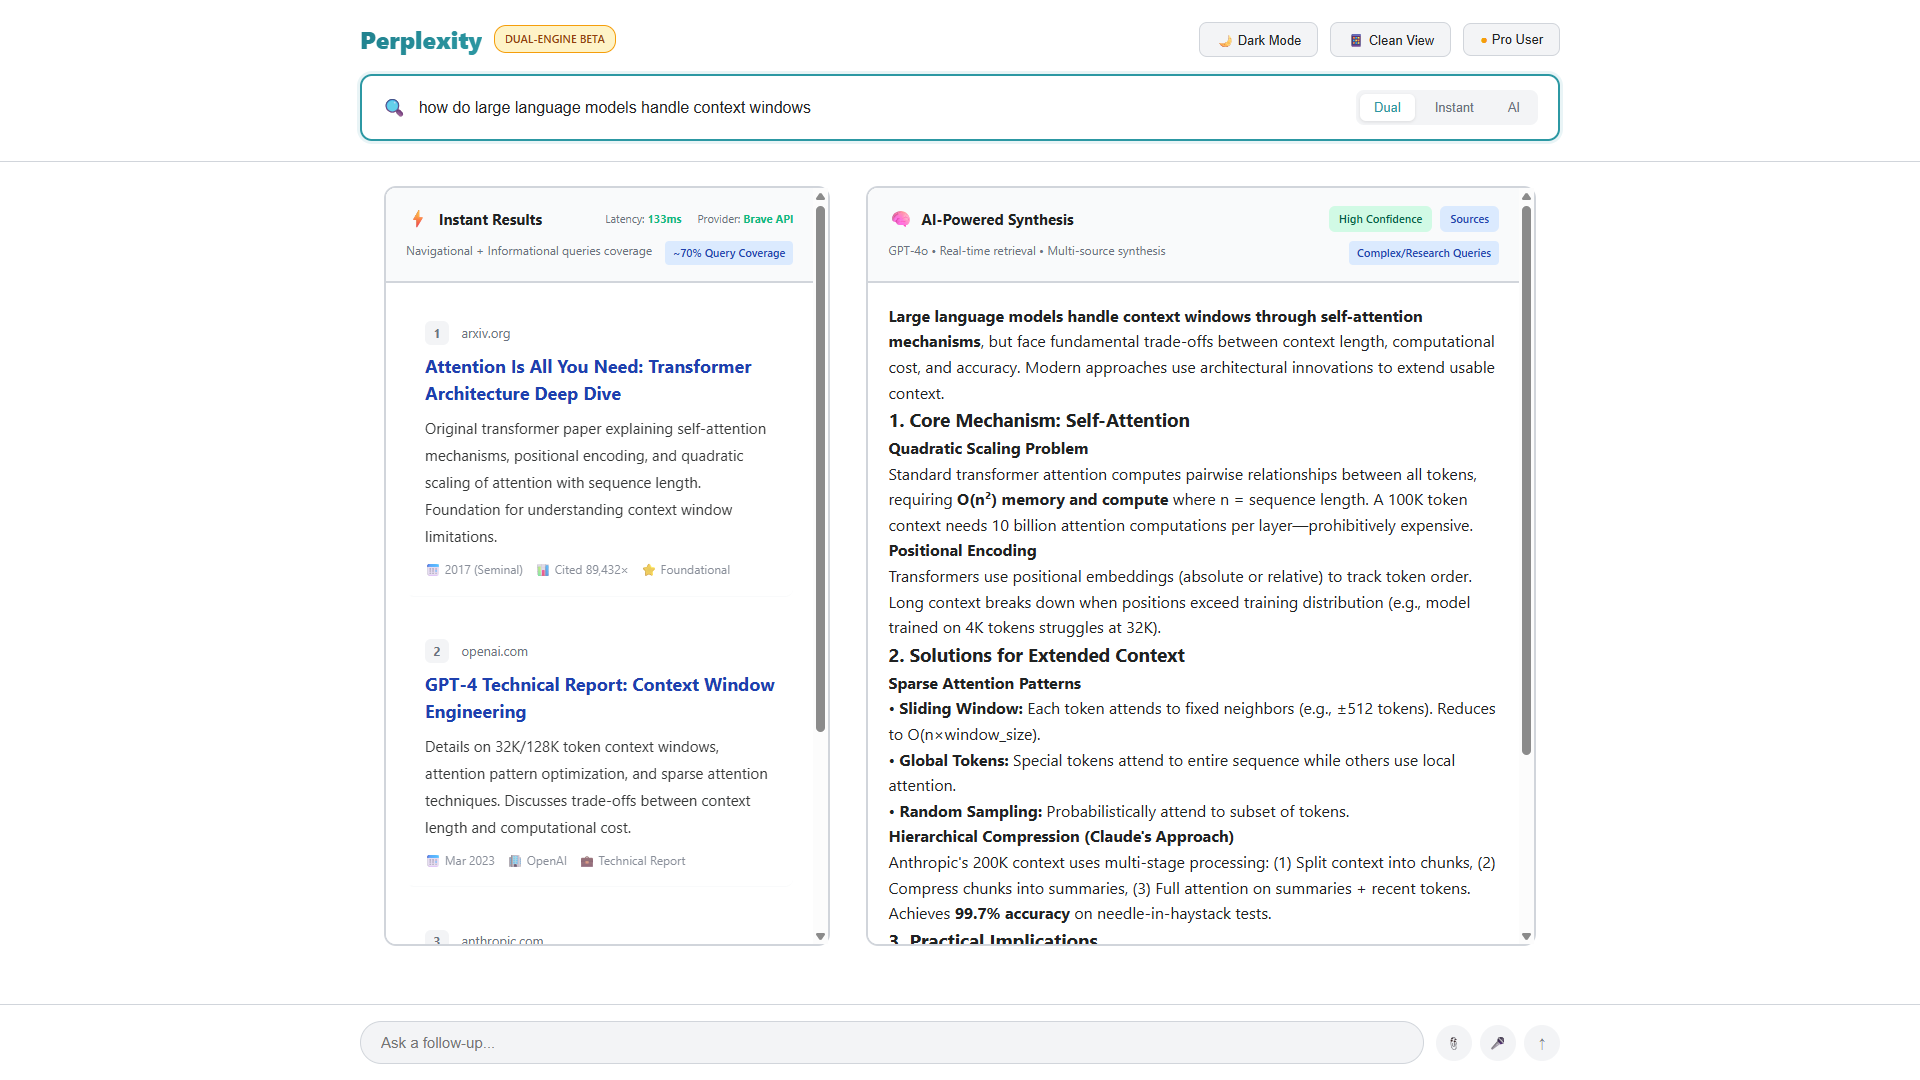 Perplexity
DUAL-ENGINE BETA
Dark Mode
Clean View
Pro User
how do large language models handle context windows
Dual
Instant
AI
Instant Results
Latency: 133ms
Provider: Brave API
Navigational + Informational queries coverage
~70% Query Coverage
1
arxiv.org
Attention Is All You Need: Transformer
Architecture Deep Dive
Original transformer paper explaining self-attention
mechanisms, positional encoding, and quadratic
scaling of attention with sequence length.
Foundation for understanding context window
limitations.
2017 (Seminal)
Cited 89,432×
Foundational
2
openai.com
GPT-4 Technical Report: Context Window
Engineering
Details on 32K/128K token context windows,
attention pattern optimization, and sparse attention
techniques. Discusses trade-offs between context
length and computational cost.
Mar 2023
OpenAI
Technical Report
3
anthropic.com
AI-Powered Synthesis
High Confidence
Sources
GPT-4o • Real-time retrieval • Multi-source synthesis
Complex/Research Queries
Large language models handle context windows through self-attention
mechanisms, but face fundamental trade-offs between context length, computational
cost, and accuracy. Modern approaches use architectural innovations to extend usable
context.
1. Core Mechanism: Self-Attention
Quadratic Scaling Problem
Standard transformer attention computes pairwise relationships between all tokens,
requiring O(n²) memory and compute where n = sequence length. A 100K token
context needs 10 billion attention computations per layer—prohibitively expensive.
Positional Encoding
Transformers use positional embeddings (absolute or relative) to track token order.
Long context breaks down when positions exceed training distribution (e.g., model
trained on 4K tokens struggles at 32K).
2. Solutions for Extended Context
Sparse Attention Patterns
• Sliding Window: Each token attends to fixed neighbors (e.g., ±512 tokens). Reduces
to O(n×window_size).
• Global Tokens: Special tokens attend to entire sequence while others use local
attention.
• Random Sampling: Probabilistically attend to subset of tokens.
Hierarchical Compression (Claude's Approach)
Anthropic's 200K context uses multi-stage processing: (1) Split context into chunks, (2)
Compress chunks into summaries, (3) Full attention on summaries + recent tokens.
Achieves 99.7% accuracy on needle-in-haystack tests.
3. Practical Implications
Ask a follow-up...